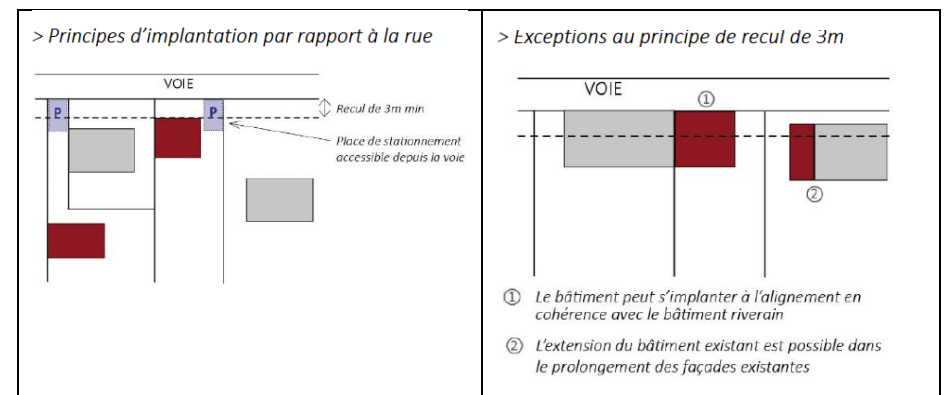 > Principes d'implantation par rapport à la rue
VOIE
P
P
Recul de 3m min
Place de stationnement
accessible depuis la voie
> Exceptions au principe de recul de 3m
VOIE
①
②
① Le bâtiment peut s'implanter à l'alignement en
cohérence avec le bâtiment riverain
② L'extension du bâtiment existant est possible dans
le prolongement des façades existantes